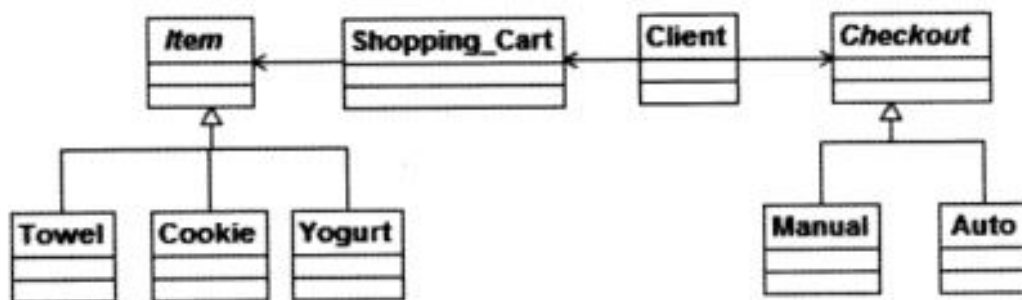 Item
Shopping_Cart
Client
Checkout
Towel
Cookie
Yogurt
Manual
Auto